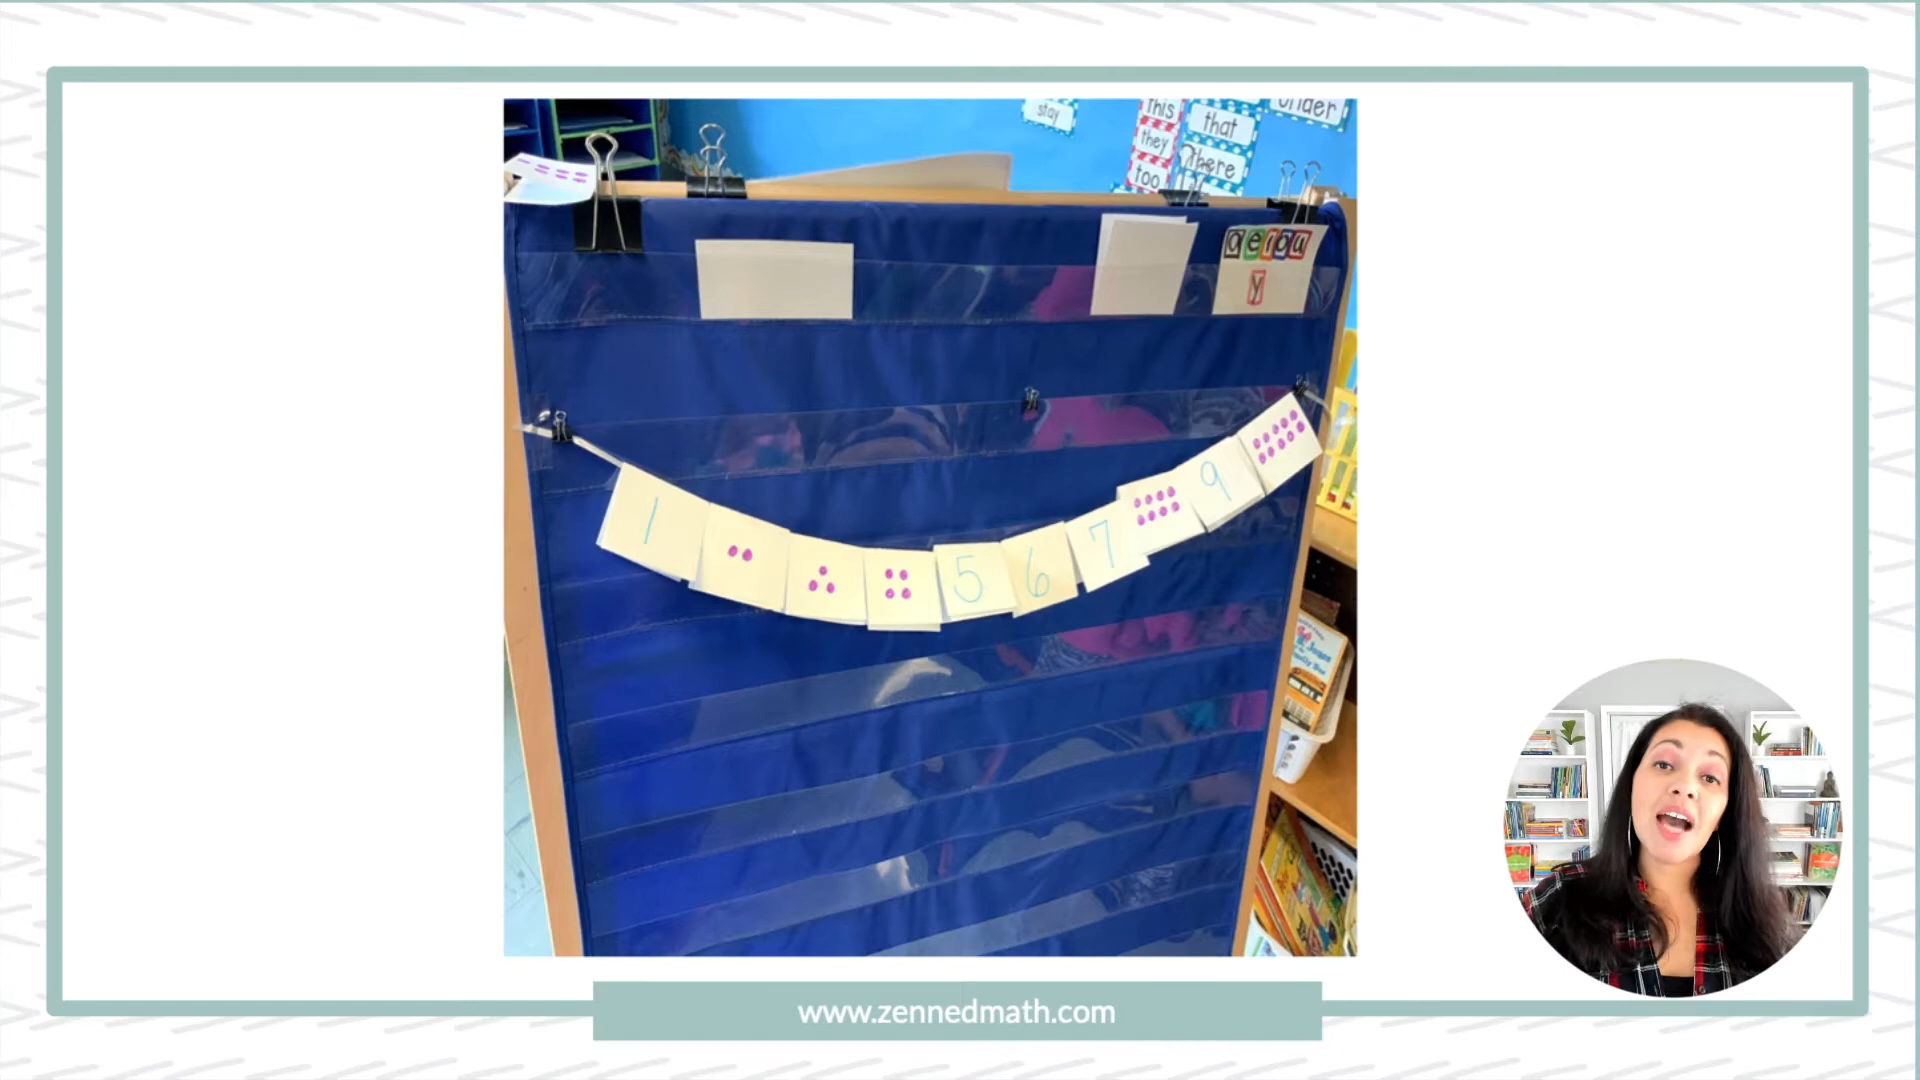 stay
this
they
too
that
there
under
a e i o u
y
1
5
6
7
9
www.zennedmath.com